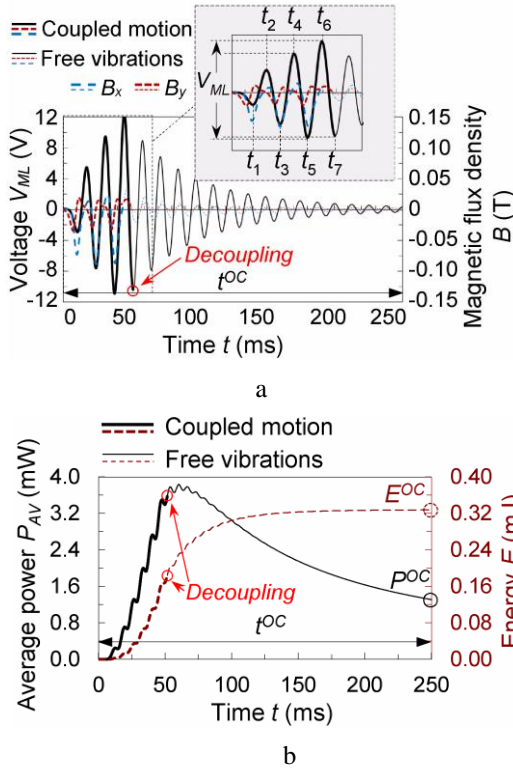 Coupled motion
Free vibrations
Bx By
t2 t4 t6
VML
t1 t3 t5 t7
Voltage VML (V)
12
8
4
0
-4
-8
-12
Decoupling
tOC
0 50 100 150 200 250
Time t (ms)
0.15
0.10
0.05
0
-0.05
-0.10
-0.15
Magnetic flux density
B (T)
a
Coupled motion
Free vibrations
Average power PAV (mW)
4.0
3.2
2.4
1.6
0.8
0.0
EOC
POC
Decoupling
tOC
0 50 100 150 200 250
Time t (ms)
0.40
0.32
0.24
0.16
0.08
0.00
Energy E (mJ)
b